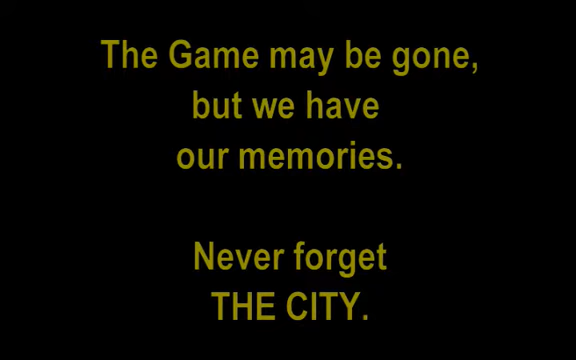 The Game may be gone,
but we have
our memories.
Never forget
THE CITY.